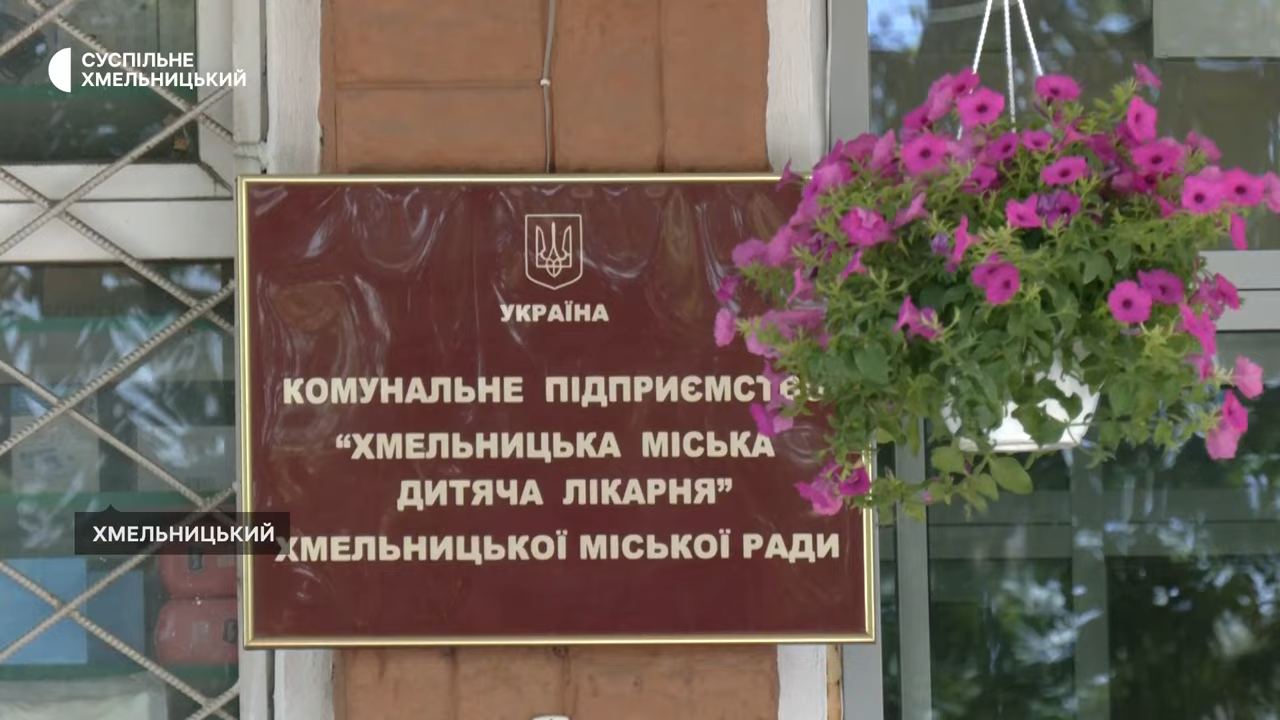 СУСПІЛЬНЕ
ХМЕЛЬНИЦЬКИЙ
УКРАЇНА
КОМУНАЛЬНЕ ПІДПРИЄМСТВО
“ХМЕЛЬНИЦЬКА МІСЬКА
ДИТЯЧА ЛІКАРНЯ”
ХМЕЛЬНИЦЬКИЙ
ХМЕЛЬНИЦЬКОЇ МІСЬКОЇ РАДИ